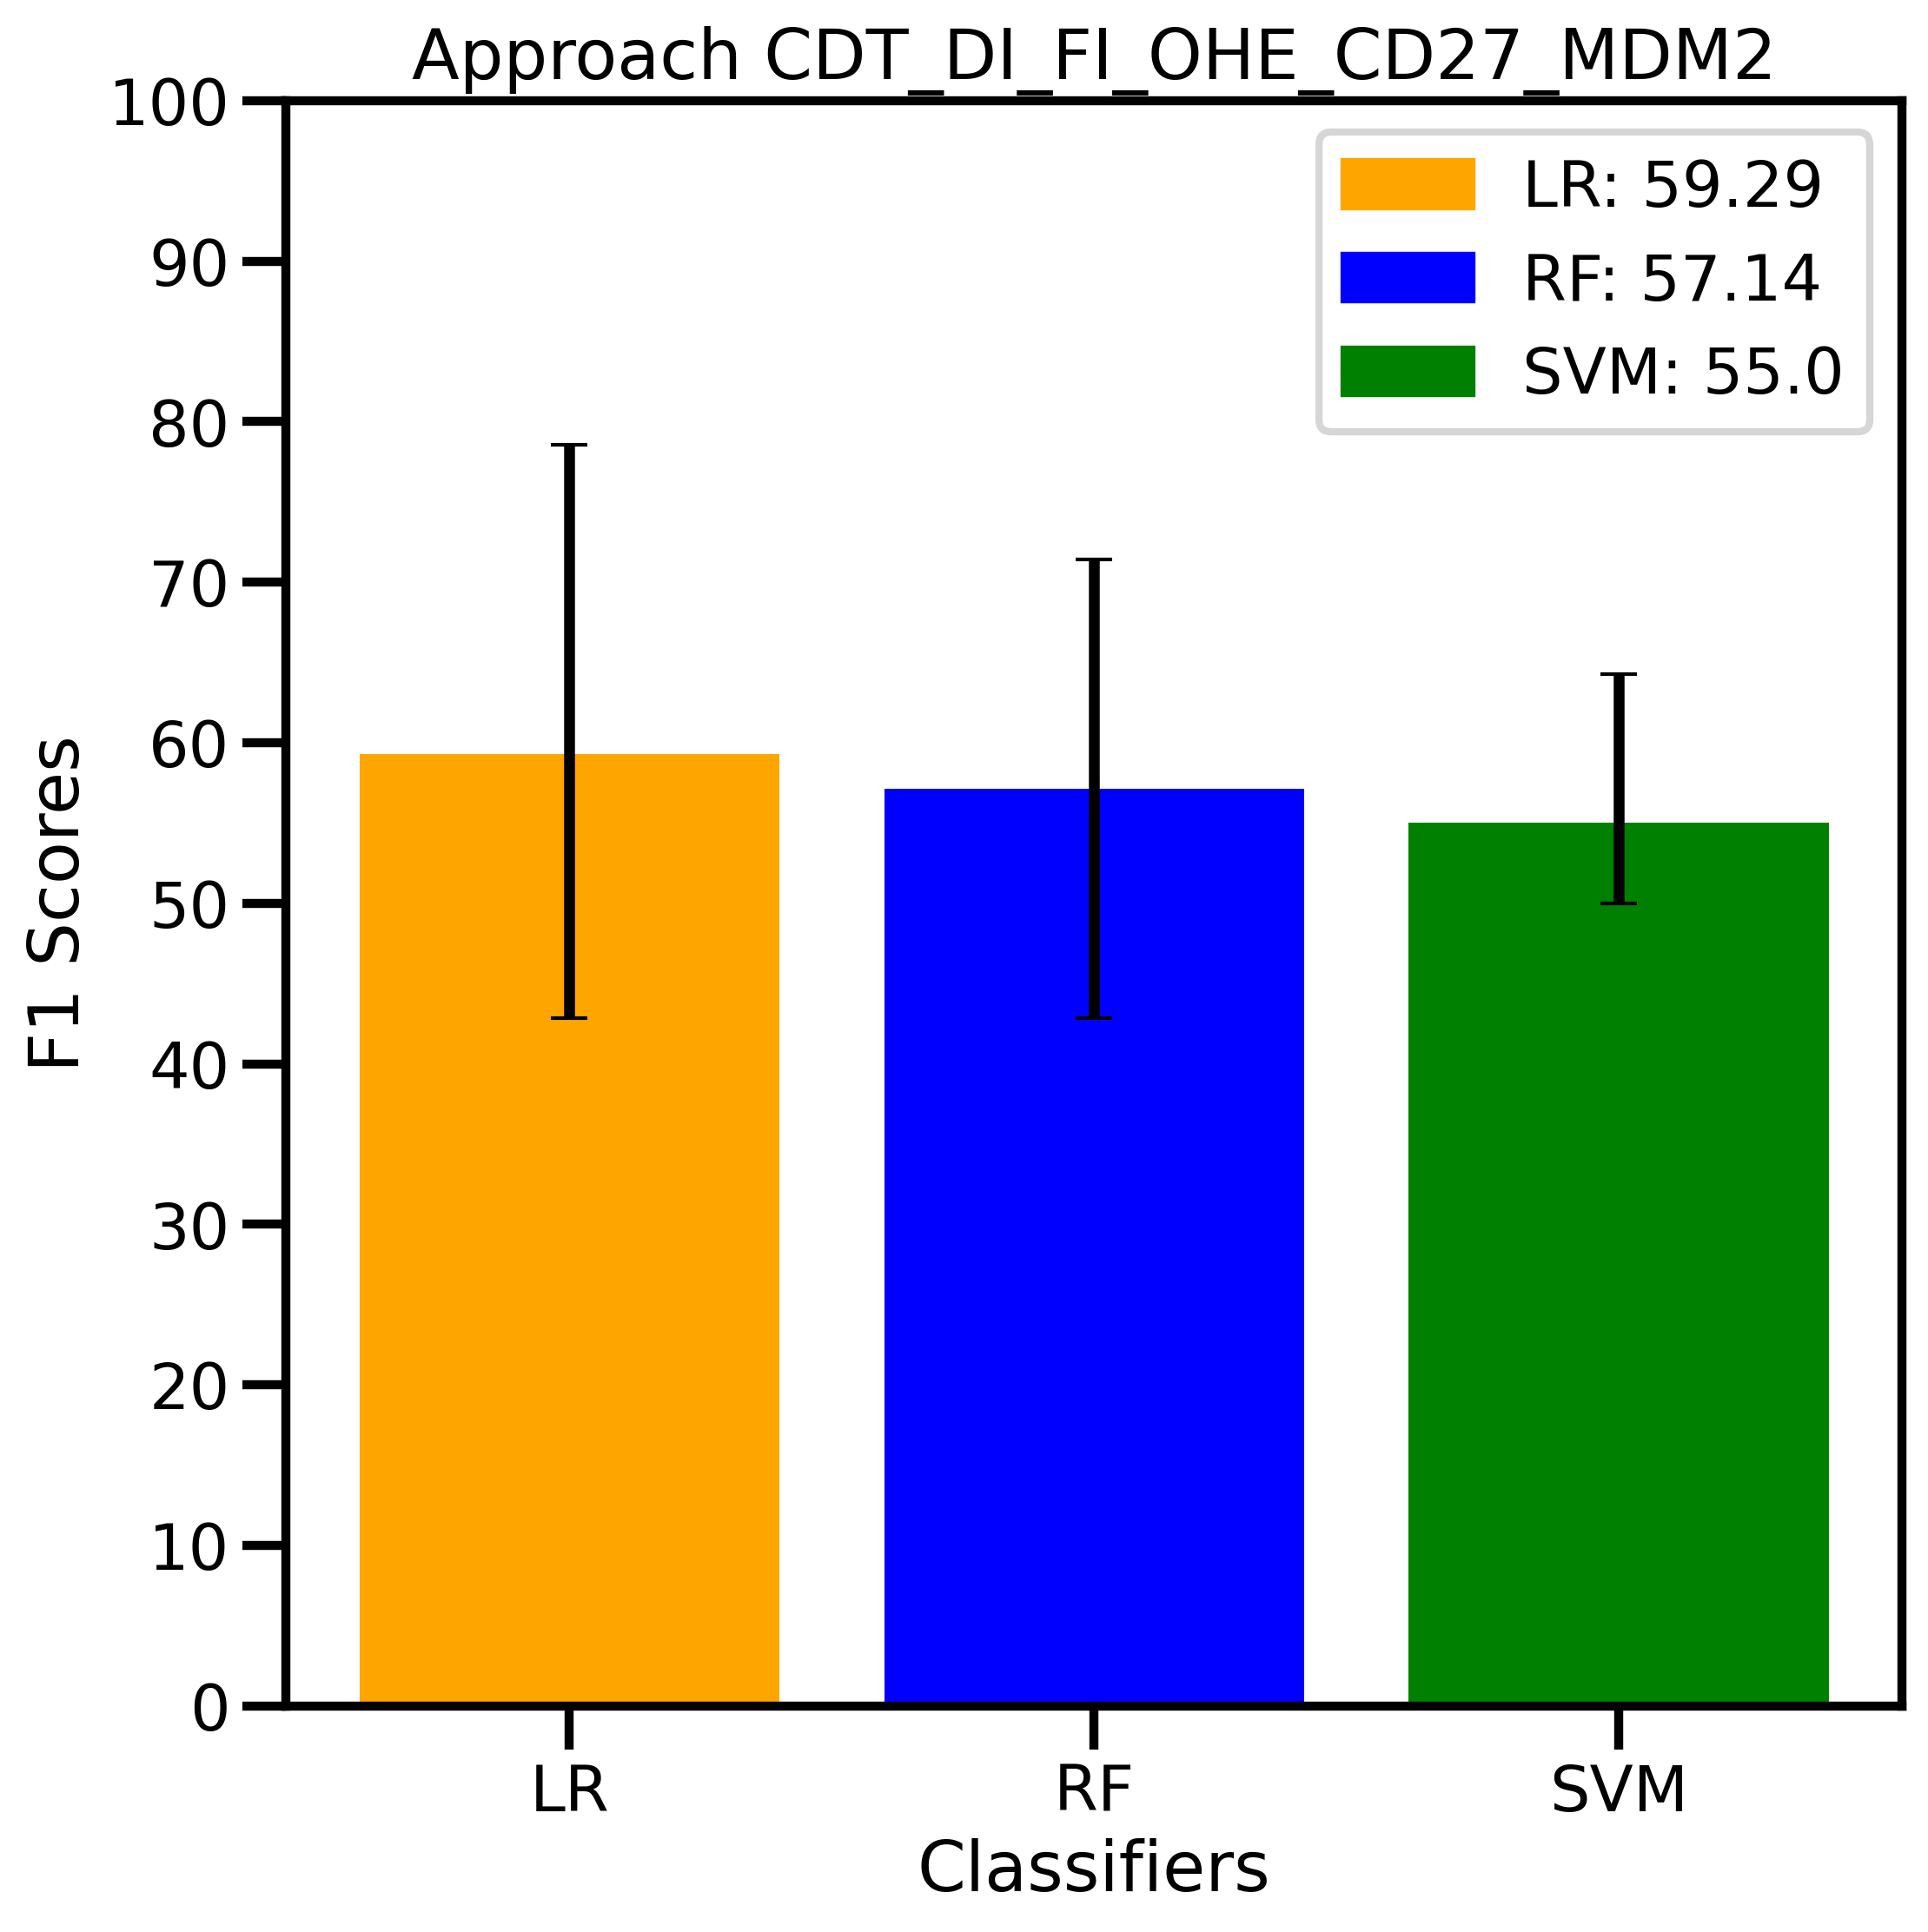 Approach CDT_DI_FI_OHE_CD27_MDM2
100
90
80
70
60
50
40
30
20
10
0
F1 Scores
LR: 59.29
RF: 57.14
SVM: 55.0
LR
RF
SVM
Classifiers